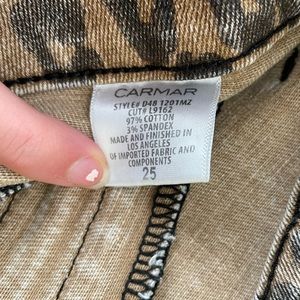 CARMAR
STYLE# D48 1201MZ
CUT# L9162
97% COTTON
3% SPANDEX
MADE AND FINISHED IN
LOS ANGELES
OF IMPORTED FABRIC AND
COMPONENTS
25